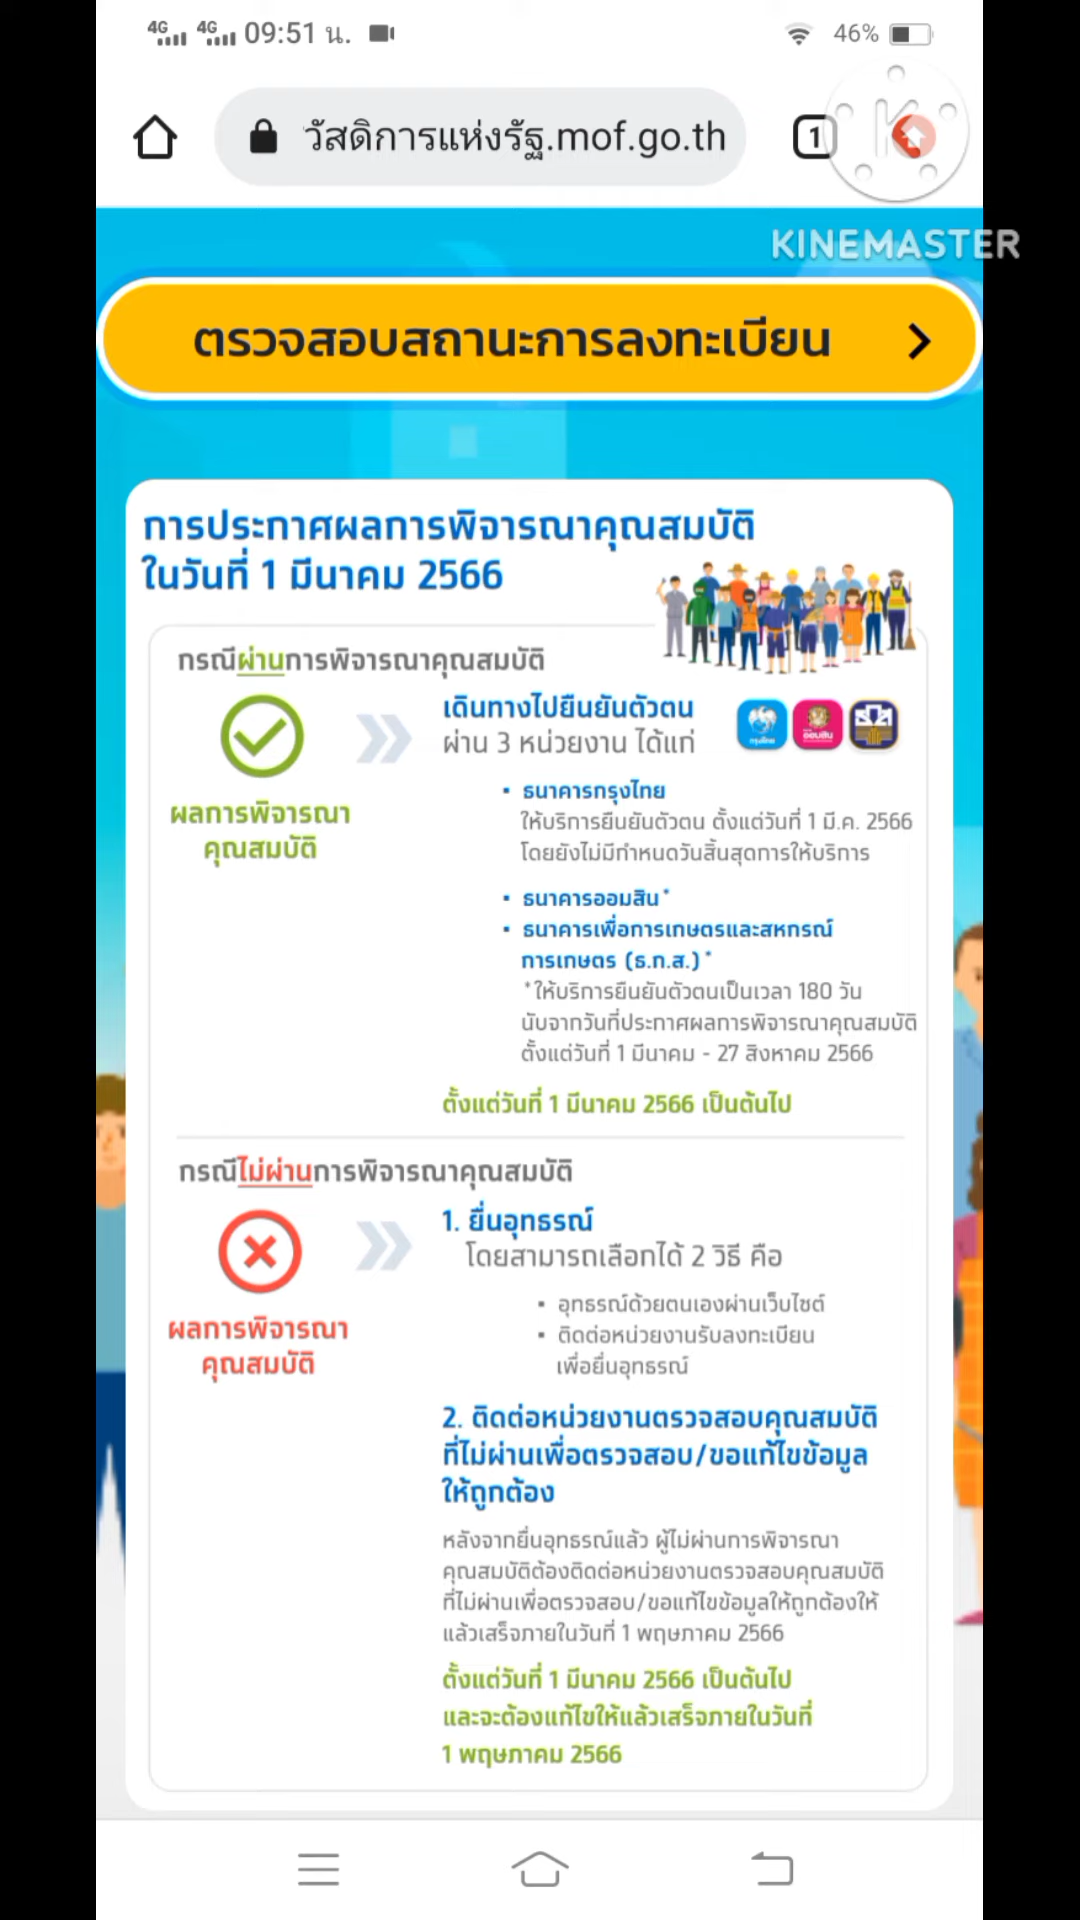 4G 4G 09:51 น. 46%
วัสดิการแห่งรัฐ.mof.go.th 1
KINEMASTER
ตรวจสอบสถานะการลงทะเบียน
การประกาศผลการพิจารณาคุณสมบัติ
ในวันที่ 1 มีนาคม 2566
กรณีผ่านการพิจารณาคุณสมบัติ
ผลการพิจารณา
คุณสมบัติ
เดินทางไปยืนยันตัวตน
ผ่าน 3 หน่วยงาน ได้แก่
กรุงไทย ออมสิน
• ธนาคารกรุงไทย
ให้บริการยืนยันตัวตน ตั้งแต่วันที่ 1 มี.ค. 2566
โดยยังไม่มีกำหนดวันสิ้นสุดการให้บริการ
• ธนาคารออมสิน*
• ธนาคารเพื่อการเกษตรและสหกรณ์
การเกษตร (ธ.ก.ส.)*
*ให้บริการยืนยันตัวตนเป็นเวลา 180 วัน
นับจากวันที่ประกาศผลการพิจารณาคุณสมบัติ
ตั้งแต่วันที่ 1 มีนาคม - 27 สิงหาคม 2566
ตั้งแต่วันที่ 1 มีนาคม 2566 เป็นต้นไป
กรณีไม่ผ่านการพิจารณาคุณสมบัติ
ผลการพิจารณา
คุณสมบัติ
1. ยื่นอุทธรณ์
โดยสามารถเลือกได้ 2 วิธี คือ
• อุทธรณ์ด้วยตนเองผ่านเว็บไซต์
• ติดต่อหน่วยงานรับลงทะเบียน
เพื่อยื่นอุทธรณ์
2. ติดต่อหน่วยงานตรวจสอบคุณสมบัติ
ที่ไม่ผ่านเพื่อตรวจสอบ/ขอแก้ไขข้อมูล
ให้ถูกต้อง
หลังจากยื่นอุทธรณ์แล้ว ผู้ไม่ผ่านการพิจารณา
คุณสมบัติต้องติดต่อหน่วยงานตรวจสอบคุณสมบัติ
ที่ไม่ผ่านเพื่อตรวจสอบ/ขอแก้ไขข้อมูลให้ถูกต้องให้
แล้วเสร็จภายในวันที่ 1 พฤษภาคม 2566
ตั้งแต่วันที่ 1 มีนาคม 2566 เป็นต้นไป
และจะต้องแก้ไขให้แล้วเสร็จภายในวันที่
1 พฤษภาคม 2566